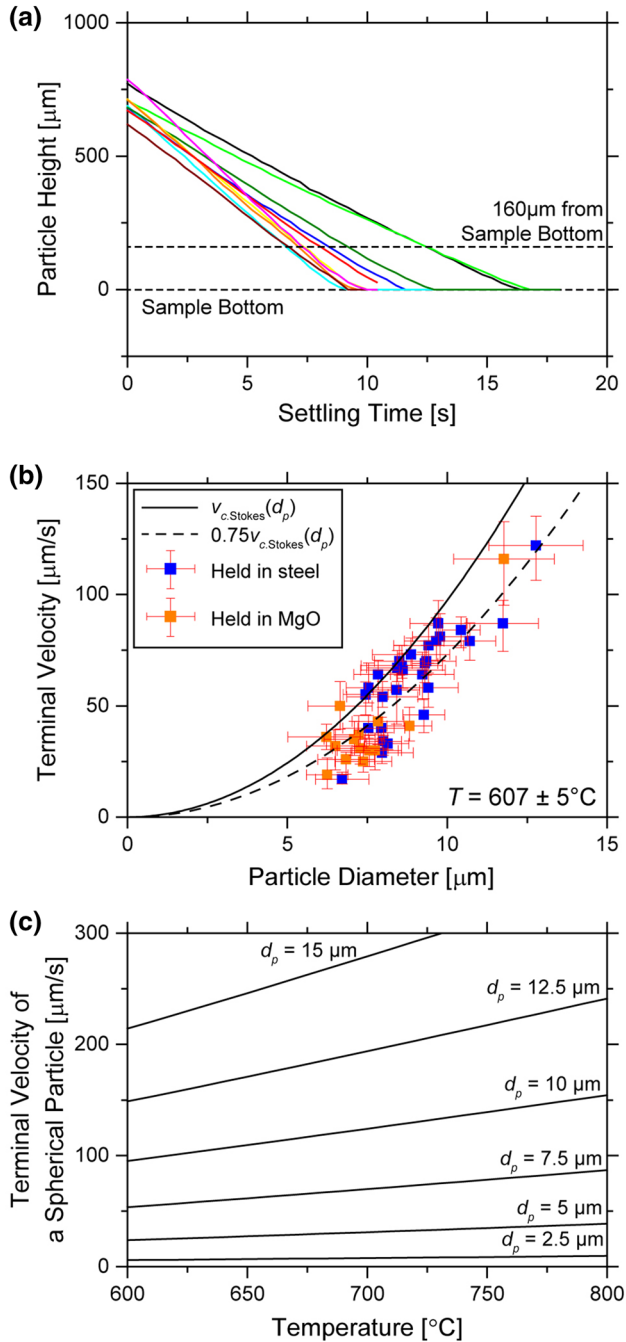 (a)
1000
500
0
Particle Height [μm]
160μm from
Sample Bottom
Sample Bottom
0 5 10 15 20
Settling Time [s]
(b)
150
100
50
0
Terminal Velocity [μm/s]
v_c.Stokes(d_p)
0.75v_c.Stokes(d_p)
Held in steel
Held in MgO
T = 607 ± 5°C
0 5 10 15
Particle Diameter [μm]
(c)
300
200
100
0
Terminal Velocity of
a Spherical Particle [μm/s]
d_p = 15 μm
d_p = 12.5 μm
d_p = 10 μm
d_p = 7.5 μm
d_p = 5 μm
d_p = 2.5 μm
600 650 700 750 800
Temperature [°C]